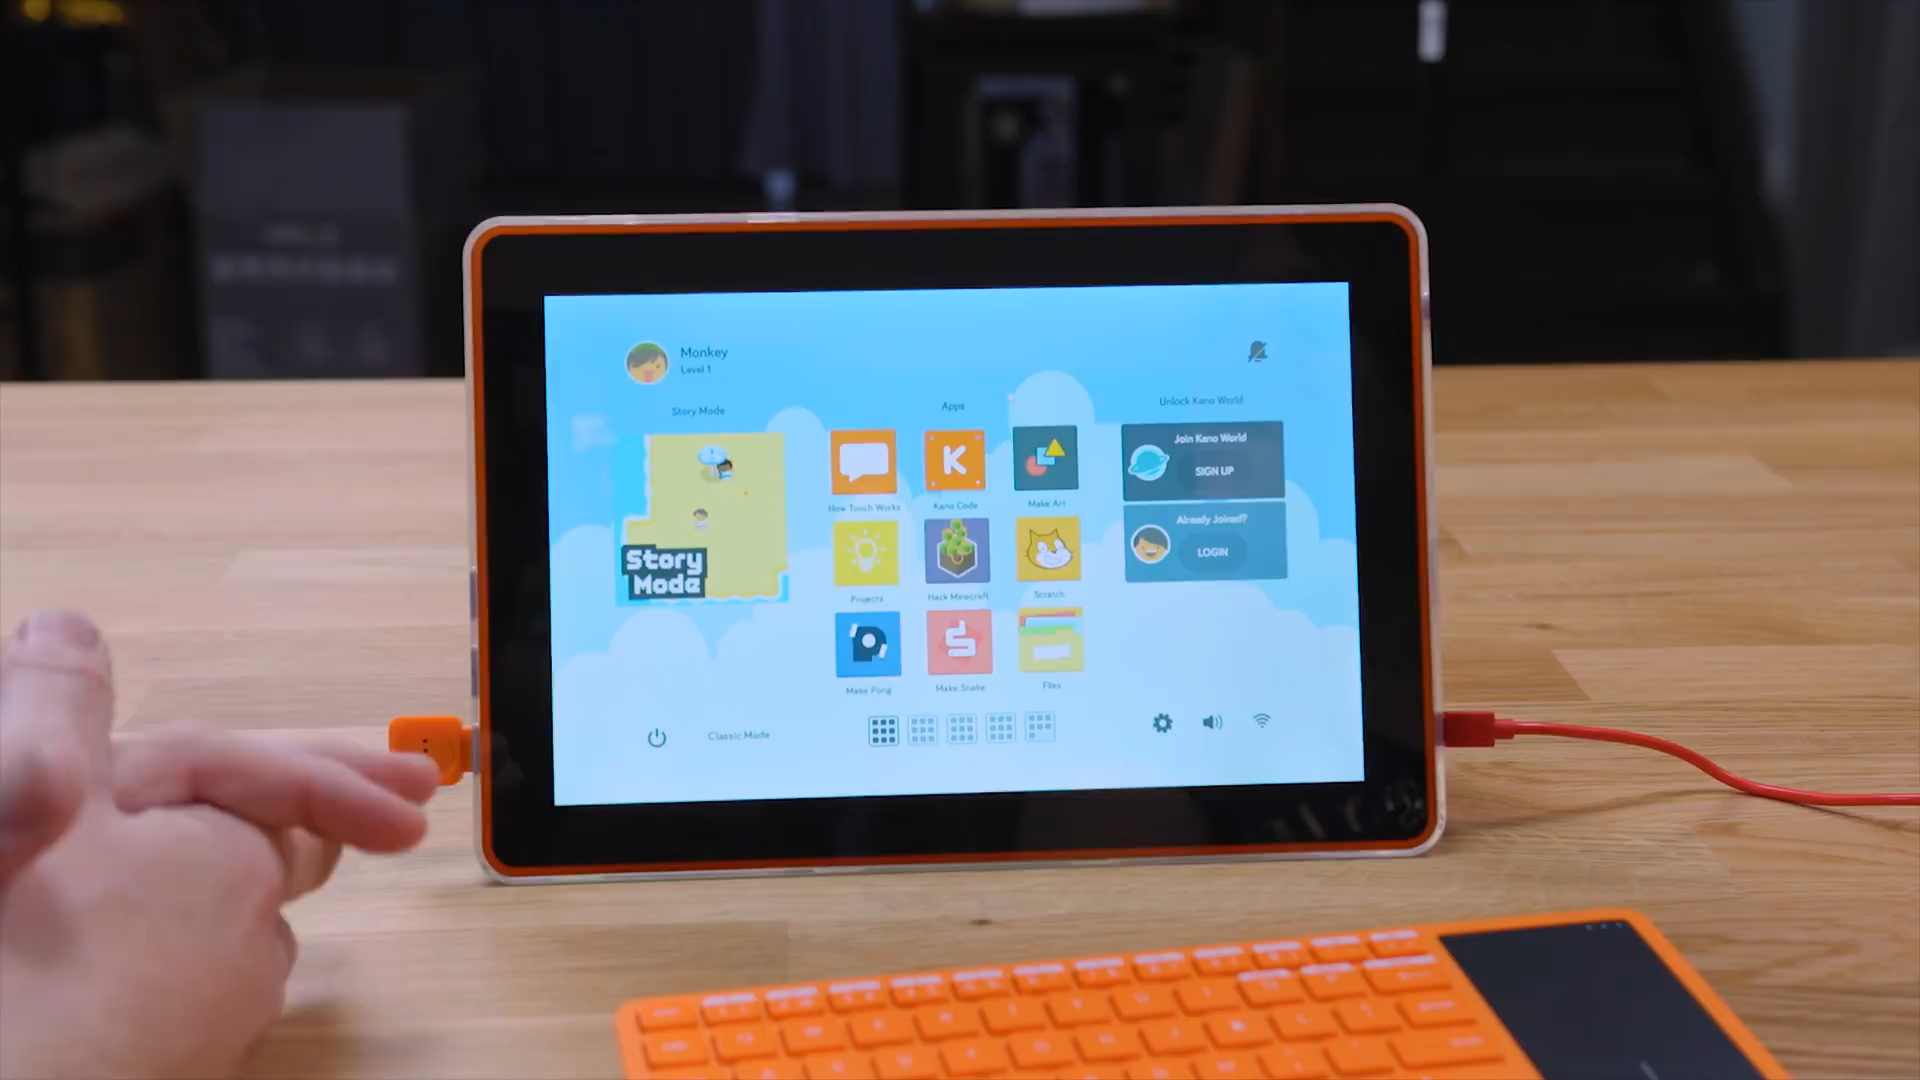 Monkey
Level 1
Story Mode
Apps
Unlock Kano World
Story
Mode
How Touch Works
K
Kano Code
Make Art
Join Kano World
SIGN UP
Already Joined?
LOGIN
Projects
Hack Minecraft
Scratch
Make Pong
Make Snake
Files
Classic Mode